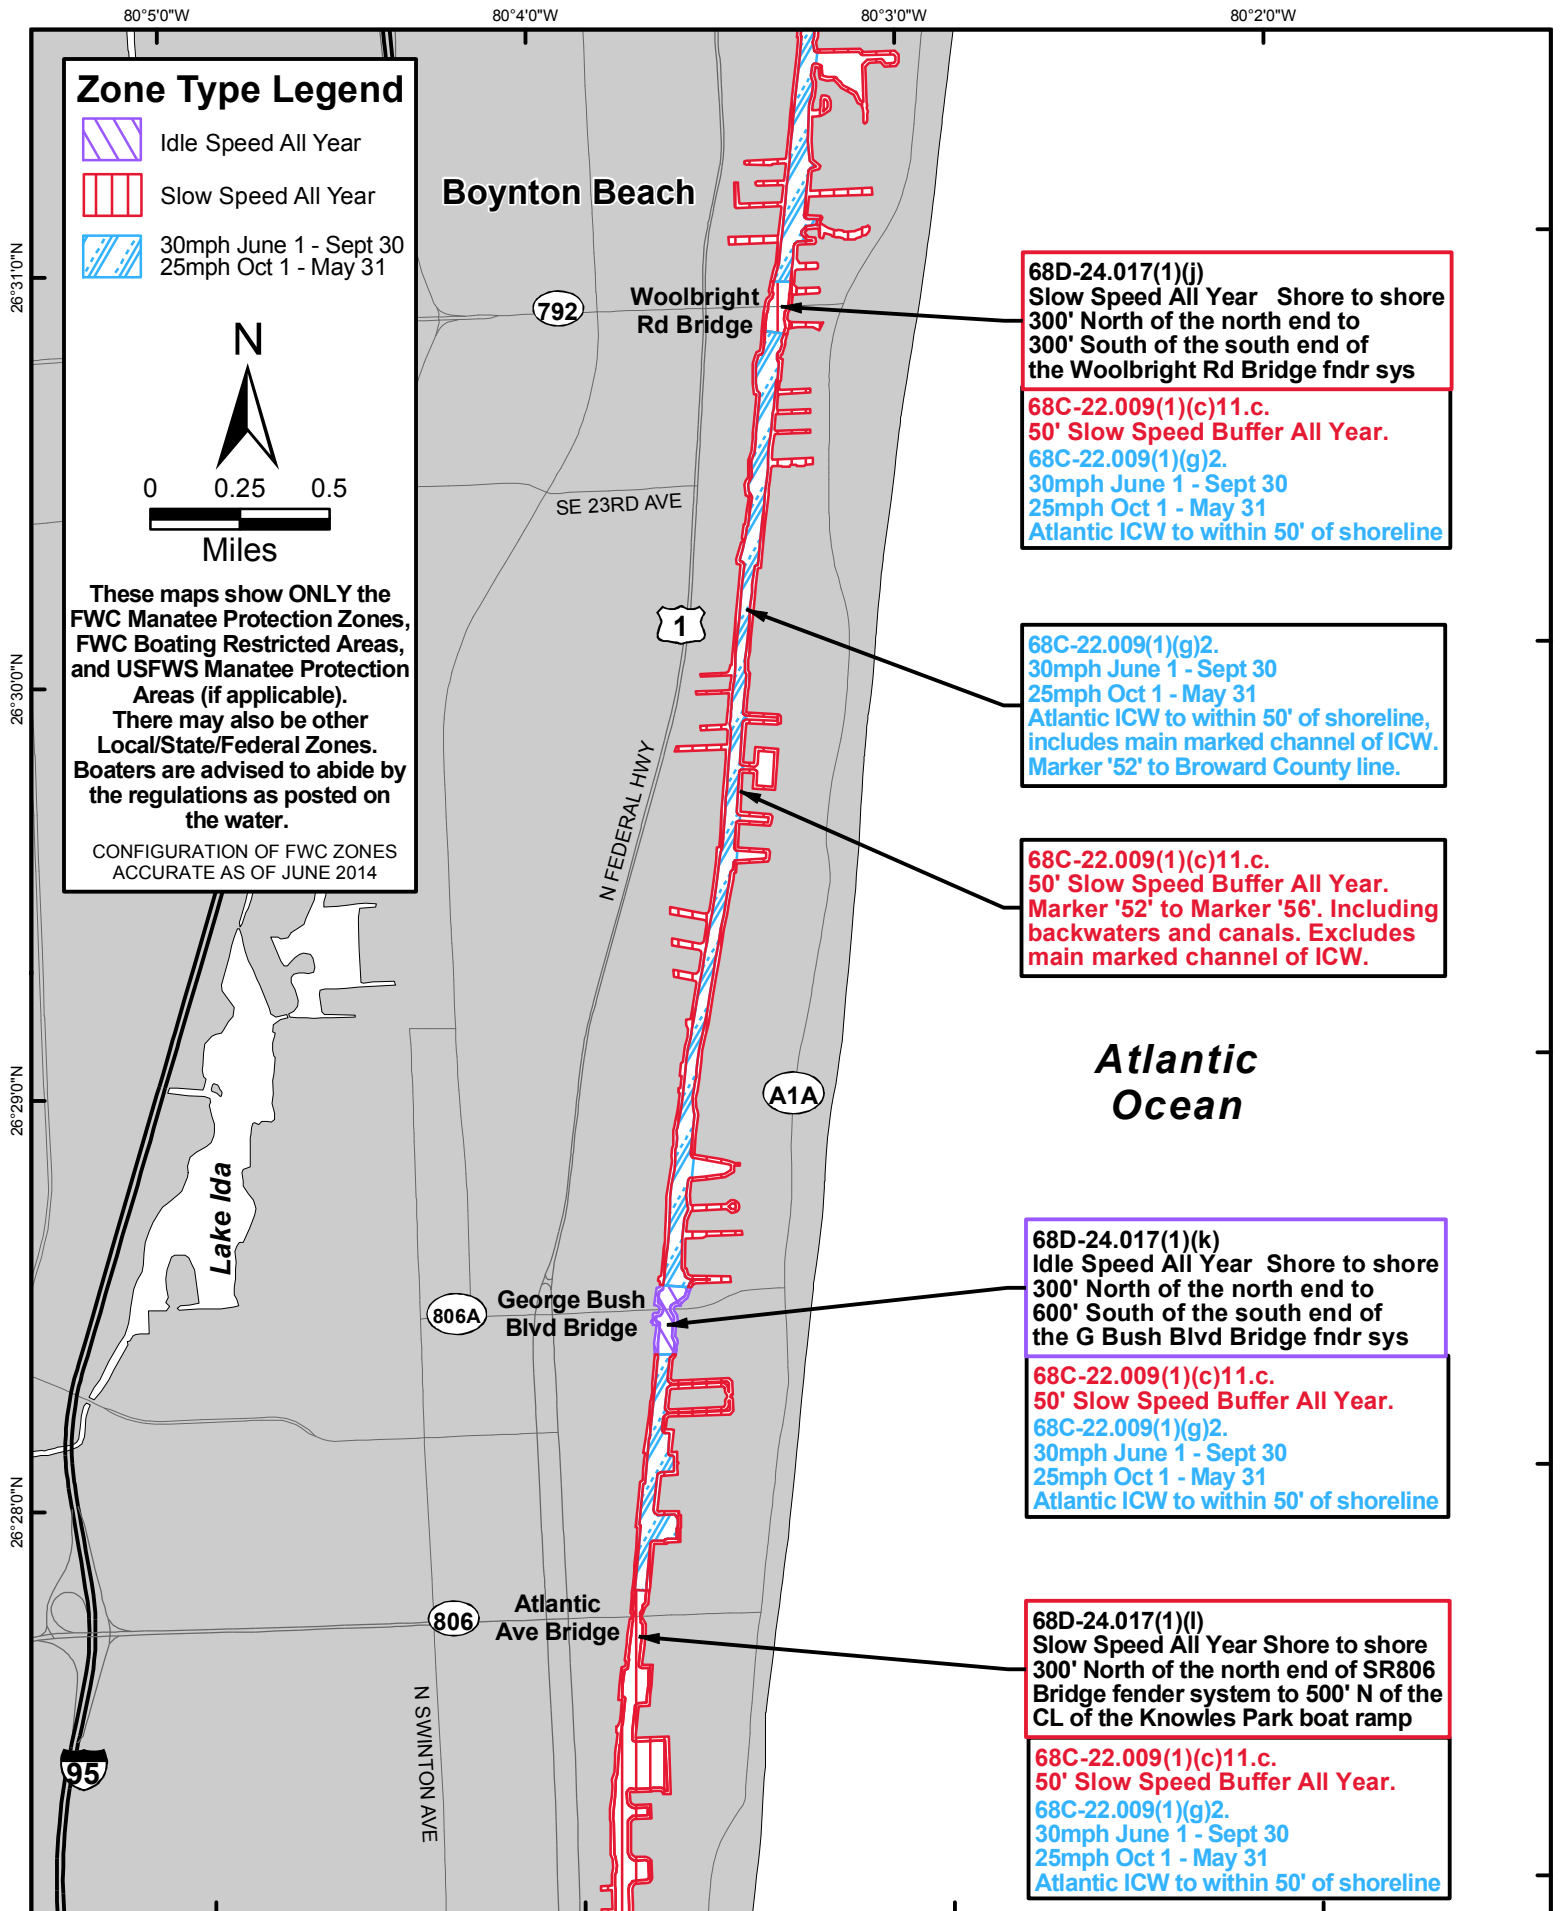 80°5'0"W
80°4'0"W
80°3'0"W
80°2'0"W
Zone Type Legend
Idle Speed All Year
Slow Speed All Year
30mph June 1 - Sept 30
25mph Oct 1 - May 31
N
0 0.25 0.5
Miles
These maps show ONLY the
FWC Manatee Protection Zones,
FWC Boating Restricted Areas,
and USFWS Manatee Protection
Areas (if applicable).
There may also be other
Local/State/Federal Zones.
Boaters are advised to abide by
the regulations as posted on
the water.
CONFIGURATION OF FWC ZONES
ACCURATE AS OF JUNE 2014
26°31'0"N
26°30'0"N
26°29'0"N
26°28'0"N
Boynton Beach
792
Woolbright
Rd Bridge
SE 23RD AVE
1
N FEDERAL HWY
A1A
Lake Ida
806A
George Bush
Blvd Bridge
806
Atlantic
Ave Bridge
N SWINTON AVE
95
68D-24.017(1)(j)
Slow Speed All Year Shore to shore
300' North of the north end to
300' South of the south end of
the Woolbright Rd Bridge fndr sys
68C-22.009(1)(c)11.c.
50' Slow Speed Buffer All Year.
68C-22.009(1)(g)2.
30mph June 1 - Sept 30
25mph Oct 1 - May 31
Atlantic ICW to within 50' of shoreline
68C-22.009(1)(g)2.
30mph June 1 - Sept 30
25mph Oct 1 - May 31
Atlantic ICW to within 50' of shoreline,
includes main marked channel of ICW.
Marker '52' to Broward County line.
68C-22.009(1)(c)11.c.
50' Slow Speed Buffer All Year.
Marker '52' to Marker '56'. Including
backwaters and canals. Excludes
main marked channel of ICW.
Atlantic
Ocean
68D-24.017(1)(k)
Idle Speed All Year Shore to shore
300' North of the north end to
600' South of the south end of
the G Bush Blvd Bridge fndr sys
68C-22.009(1)(c)11.c.
50' Slow Speed Buffer All Year.
68C-22.009(1)(g)2.
30mph June 1 - Sept 30
25mph Oct 1 - May 31
Atlantic ICW to within 50' of shoreline
68D-24.017(1)(l)
Slow Speed All Year Shore to shore
300' North of the north end of SR806
Bridge fender system to 500' N of the
CL of the Knowles Park boat ramp
68C-22.009(1)(c)11.c.
50' Slow Speed Buffer All Year.
68C-22.009(1)(g)2.
30mph June 1 - Sept 30
25mph Oct 1 - May 31
Atlantic ICW to within 50' of shoreline